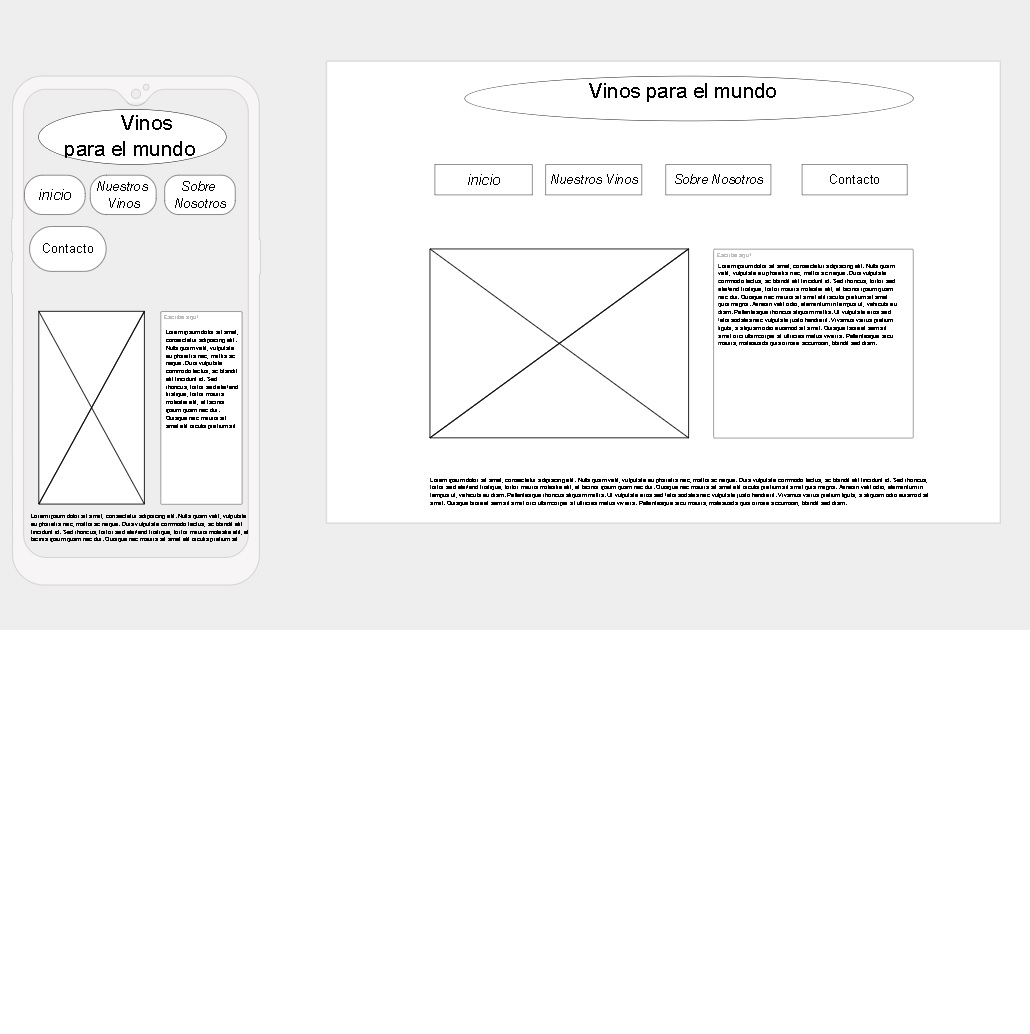 Vinos
para el mundo
inicio
Nuestros
Vinos
Sobre
Nosotros
Contacto
Escribe aquí
Lorem ipsum dolor sit amet,
consectetur adipiscing elit.
Nulla quam velit, vulputate
eu pharetra nec, mattis ac
neque. Duis vulputate
commodo lectus, ac blandit
elit tincidunt id. Sed
rhoncus, tortor sed eleifend
tristique, tortor mauris
molestie elit, et lacinia
ipsum quam nec dui.
Quisque nec mauris sit
amet elit iaculis pretium sit
Lorem ipsum dolor sit amet, consectetur adipiscing elit. Nulla quam velit, vulputate
eu pharetra nec, mattis ac neque. Duis vulputate commodo lectus, ac blandit elit
tincidunt id. Sed rhoncus, tortor sed eleifend tristique, tortor mauris molestie elit, et
lacinia ipsum quam nec dui. Quisque nec mauris sit amet elit iaculis pretium sit
Vinos para el mundo
inicio
Nuestros Vinos
Sobre Nosotros
Contacto
Escribe aquí
Lorem ipsum dolor sit amet, consectetur adipiscing elit. Nulla quam
velit, vulputate eu pharetra nec, mattis ac neque. Duis vulputate
commodo lectus, ac blandit elit tincidunt id. Sed rhoncus, tortor sed
eleifend tristique, tortor mauris molestie elit, et lacinia ipsum quam
nec dui. Quisque nec mauris sit amet elit iaculis pretium sit amet
quis magna. Aenean velit odio, elementum in tempus ut, vehicula eu
diam. Pellentesque rhoncus aliquam mattis. Ut vulputate eros sed
felis sodales nec vulputate justo hendrerit. Vivamus varius pretium
ligula, a aliquam odio euismod sit amet. Quisque laoreet sem sit
amet orci ullamcorper at ultricies metus viverra. Pellentesque arcu
mauris, malesuada quis ornare accumsan, blandit sed diam.
Lorem ipsum dolor sit amet, consectetur adipiscing elit. Nulla quam velit, vulputate eu pharetra nec, mattis ac neque. Duis vulputate commodo lectus, ac blandit elit tincidunt id. Sed rhoncus,
tortor sed eleifend tristique, tortor mauris molestie elit, et lacinia ipsum quam nec dui. Quisque nec mauris sit amet elit iaculis pretium sit amet quis magna. Aenean velit odio, elementum in
tempus ut, vehicula eu diam. Pellentesque rhoncus aliquam mattis. Ut vulputate eros sed felis sodales nec vulputate justo hendrerit. Vivamus varius pretium ligula, a aliquam odio euismod sit
amet. Quisque laoreet sem sit amet orci ullamcorper at ultricies metus viverra. Pellentesque arcu mauris, malesuada quis ornare accumsan, blandit sed diam.